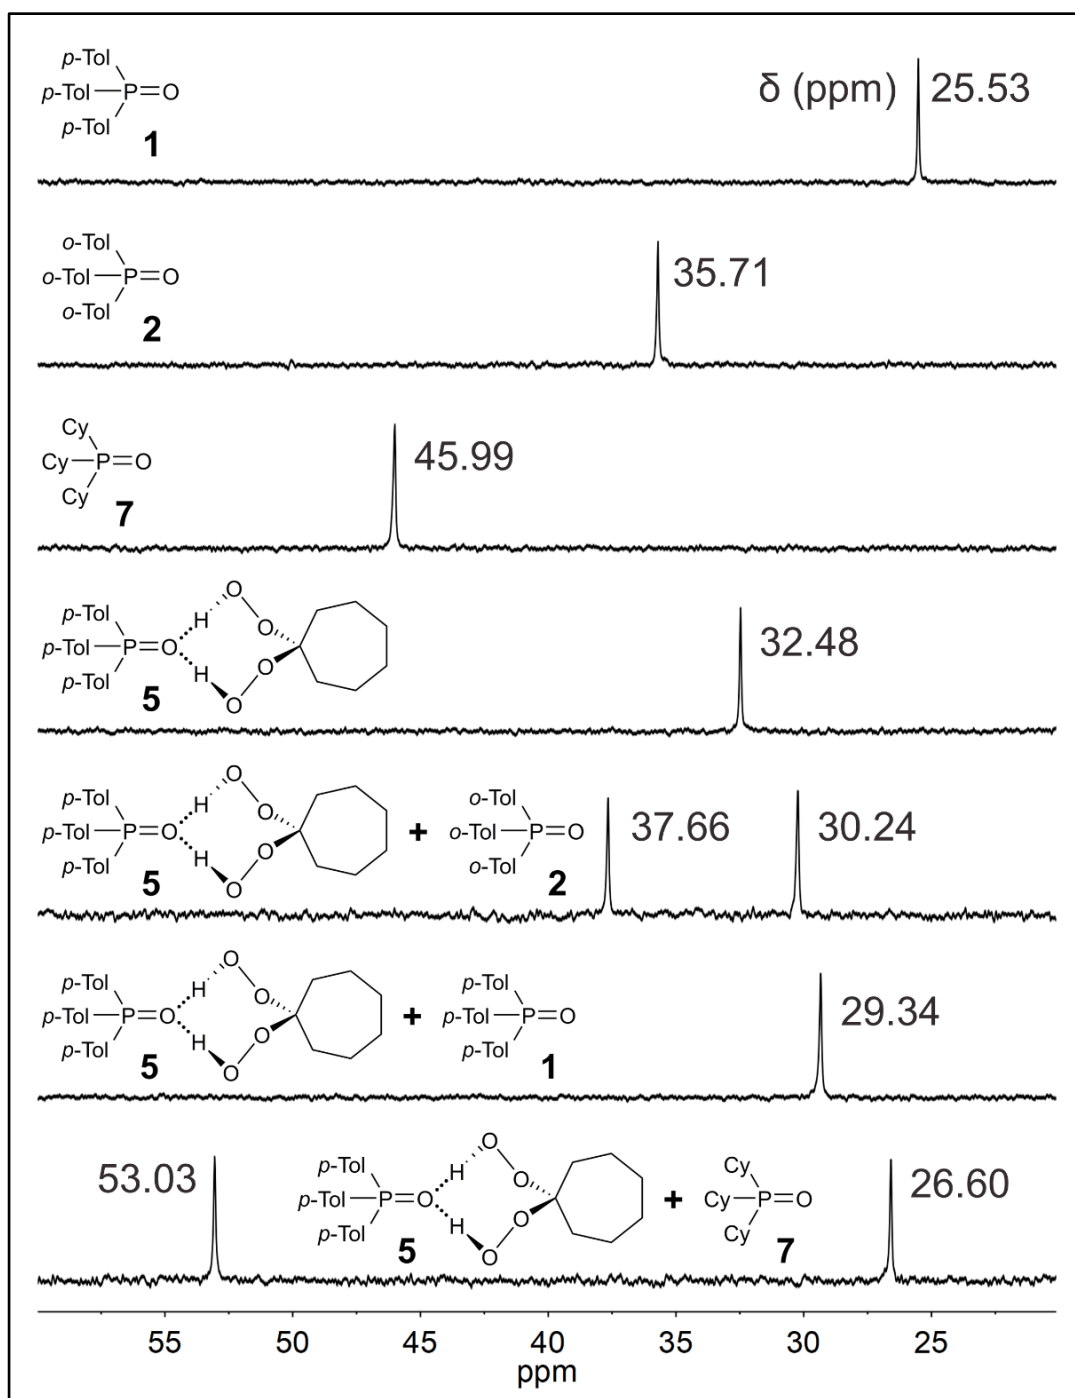 p-Tol
p-Tol P=O
p-Tol
1
δ (ppm) 25.53
o-Tol
o-Tol P=O
o-Tol
2
35.71
Cy
Cy P=O
Cy
7
45.99
p-Tol
p-Tol P=O
p-Tol
5
H O O
H O O
32.48
p-Tol
p-Tol P=O
p-Tol
5
H O O
H O O
+
o-Tol
o-Tol P=O
o-Tol
2
37.66
30.24
p-Tol
p-Tol P=O
p-Tol
5
H O O
H O O
+
p-Tol
p-Tol P=O
p-Tol
1
29.34
53.03
p-Tol
p-Tol P=O
p-Tol
5
H O O
H O O
+
Cy
Cy P=O
Cy
7
26.60
55 50 45 40 35 30 25
ppm